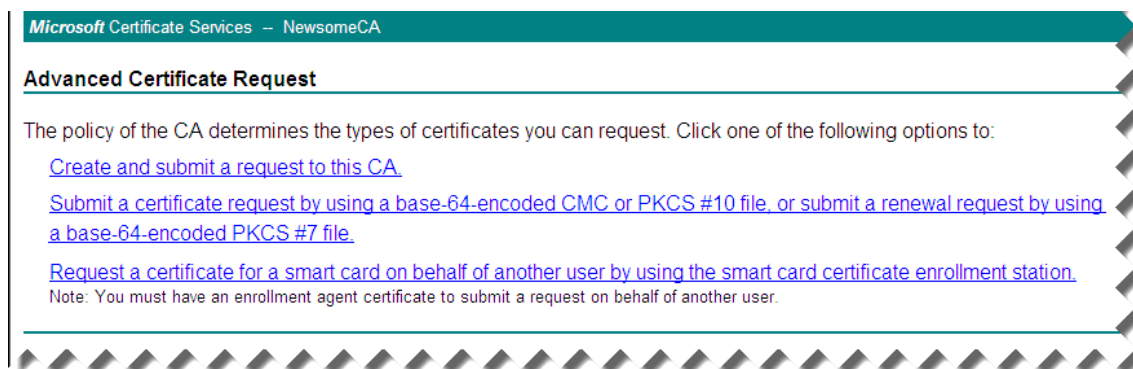 Microsoft Certificate Services -- NewsomeCA
Advanced Certificate Request
The policy of the CA determines the types of certificates you can request. Click one of the following options to:
Create and submit a request to this CA.
Submit a certificate request by using a base-64-encoded CMC or PKCS #10 file, or submit a renewal request by using
a base-64-encoded PKCS #7 file.
Request a certificate for a smart card on behalf of another user by using the smart card certificate enrollment station.
Note: You must have an enrollment agent certificate to submit a request on behalf of another user.